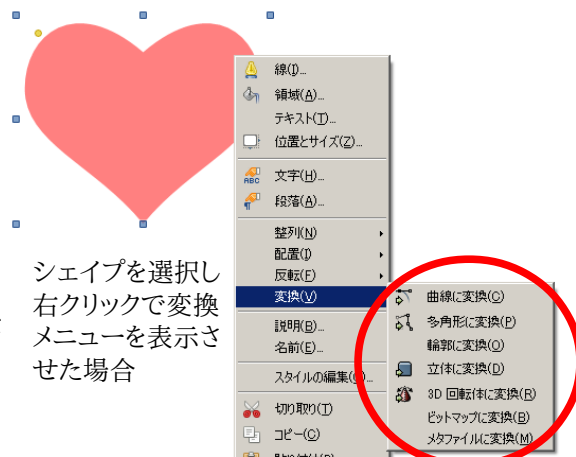 線(I)...
領域(A)...
テキスト(T)...
位置とサイズ(Z)...
ABC
文字(H)...
段落(A)...
整列(N)
配置(I)
反転(F)
変換(V)
説明(B)...
名前(E)...
スタイルの編集
切り取り(T)
コピー(C)
曲線に変換(C)
多角形に変換(P)
輪郭に変換(O)
立体に変換(D)
3D 回転体に変換(R)
ビットマップに変換(B)
メタファイルに変換(M)
シェイプを選択し
右クリックで変換
メニューを表示さ
せた場合